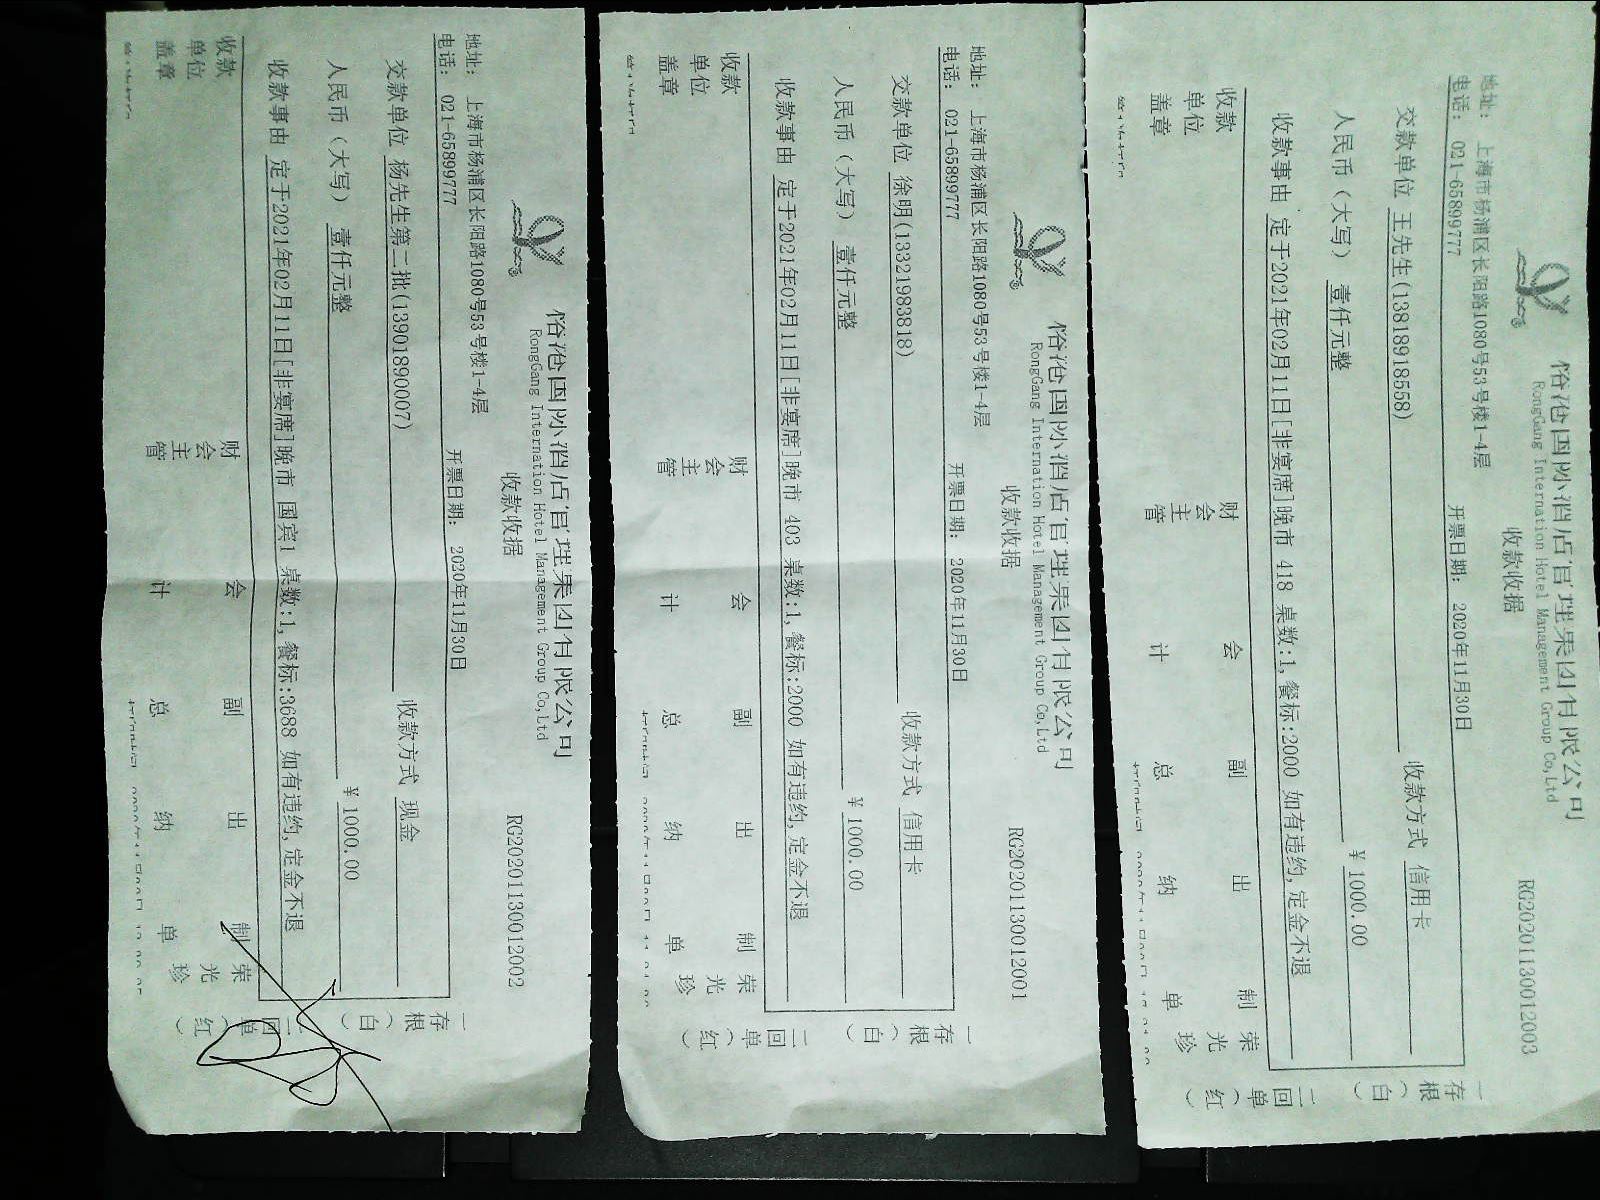 榕港国际酒店管理集团有限公司
RongGang International Hotel Management Group Co,Ltd
收款收据
RG20201130012003
地址: 上海市杨浦区长阳路1080号53号楼1-4层
电话: 021-65899777
开票日期: 2020年11月30日
交款单位 王先生(13818918558)
收款方式 信用卡
人民币(大写) 壹仟元整
¥ 1000.00
收款事由 定于2021年02月11日[非宴席]晚市 418 桌数:1,餐标:2000 如有违约,定金不退
收款单位盖章
财会主管
会计
副总
出纳
制单 荣光珍
一存根(白)
二回单(红)
榕港国际酒店管理集团有限公司
RongGang International Hotel Management Group Co,Ltd
收款收据
RG20201130012001
地址: 上海市杨浦区长阳路1080号53号楼1-4层
电话: 021-65899777
开票日期: 2020年11月30日
交款单位 徐明(13321983818)
收款方式 信用卡
人民币(大写) 壹仟元整
¥ 1000.00
收款事由 定于2021年02月11日[非宴席]晚市 403 桌数:1,餐标:2000 如有违约,定金不退
收款单位盖章
财会主管
会计
副总
出纳
制单 荣光珍
一存根(白)
二回单(红)
榕港国际酒店管理集团有限公司
RongGang International Hotel Management Group Co,Ltd
收款收据
RG20201130012002
地址: 上海市杨浦区长阳路1080号53号楼1-4层
电话: 021-65899777
开票日期: 2020年11月30日
交款单位 杨先生第二批(13901890007)
收款方式 现金
人民币(大写) 壹仟元整
¥ 1000.00
收款事由 定于2021年02月11日[非宴席]晚市 国宾1 桌数:1,餐标:3688 如有违约,定金不退
收款单位盖章
财会主管
会计
副总
出纳
制单 荣光珍
一存根(白)
二回单(红)